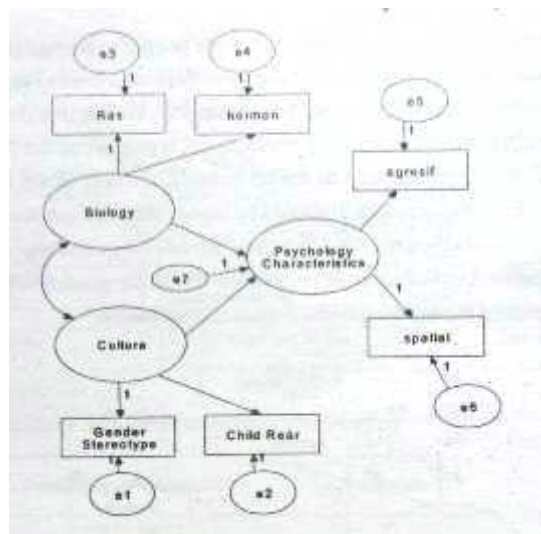 e3
e4
1
1
Ras
hormon
e5
1
1
agresif
Biology
Psychology
Characteristics
1
e7
1
Culture
spatial
1
1
e6
Gender
Stereotype
Child Rear
1
1
e1
e2